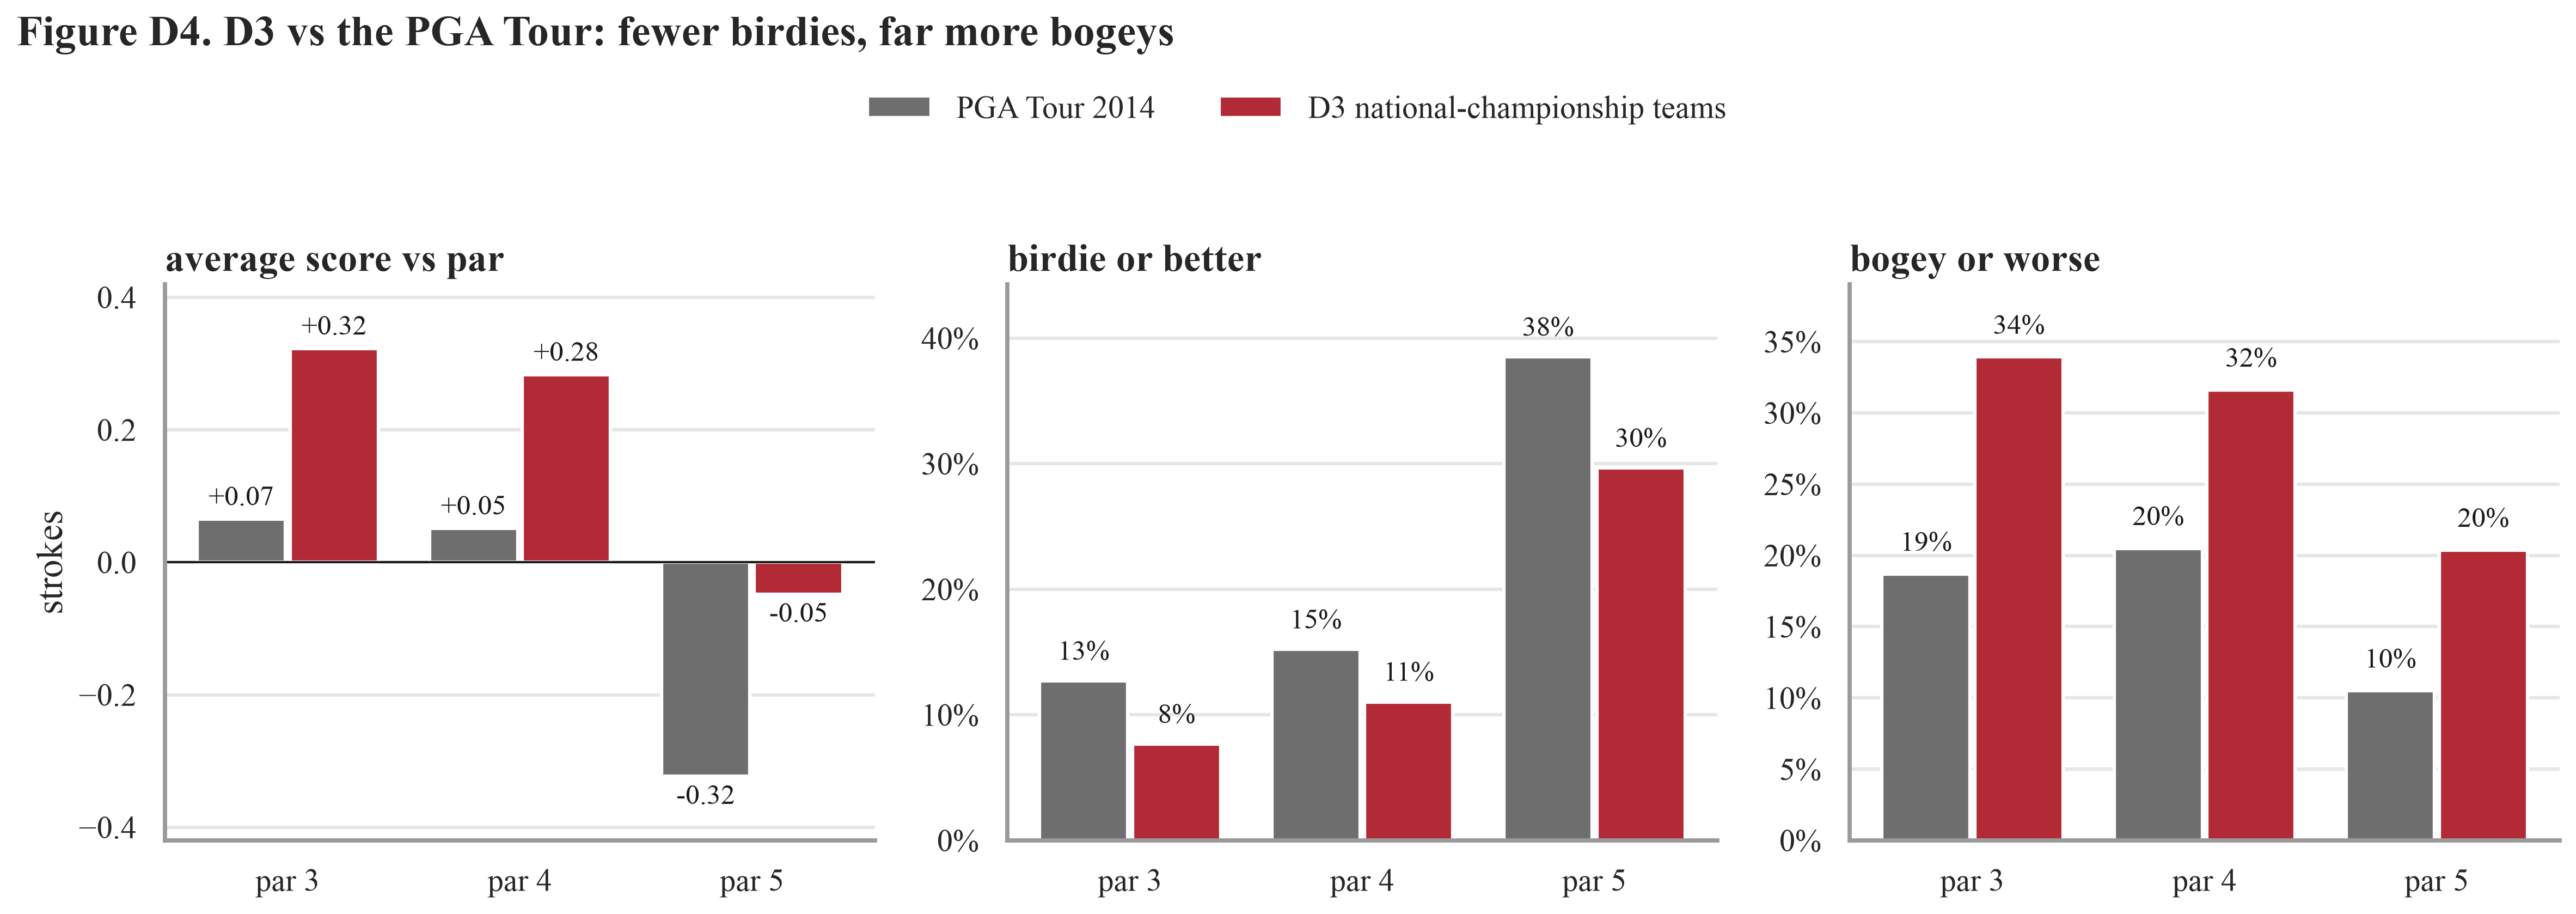 Figure D4. D3 vs the PGA Tour: fewer birdies, far more bogeys
PGA Tour 2014
D3 national-championship teams
average score vs par
strokes
0.4
0.2
0.0
−0.2
−0.4
+0.07
+0.32
+0.05
+0.28
-0.32
-0.05
par 3
par 4
par 5
birdie or better
40%
30%
20%
10%
0%
13%
8%
15%
11%
38%
30%
par 3
par 4
par 5
bogey or worse
35%
30%
25%
20%
15%
10%
5%
0%
19%
34%
20%
32%
10%
20%
par 3
par 4
par 5